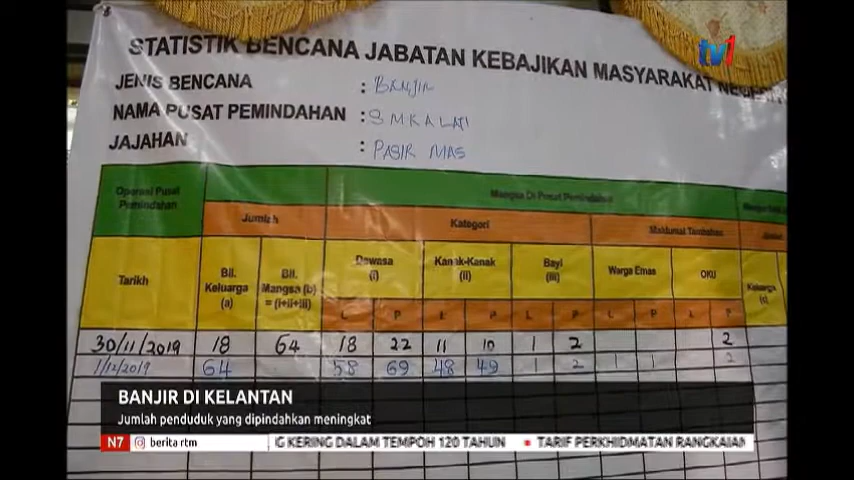 tv1
STATISTIK BENCANA JABATAN KEBAJIKAN MASYARAKAT
JENIS BENCANA : BANJIR
NAMA PUSAT PEMINDAHAN : SMK ALATI
JAJAHAN : PASIR MAS
Operasi Pusat Pemindahan
Mangsa Di Pusat Pemindahan
Jumlah Kategori Maklumat Tambahan
Tarikh Bil. Keluarga (a) Bil. Mangsa (b) = (i+ii+iii) Dewasa (i) Kanak-Kanak (ii) Bayi (iii) Warga Emas OKU Keluarga (c)
L P L P L P L P L P
30/11/2019 18 64 18 22 11 10 1 2 2
1/12/2019 64 58 69 48 49 1 2 1 1 2
BANJIR DI KELANTAN
Jumlah penduduk yang dipindahkan meningkat
N7 berita rtm G KERING DALAM TEMPOH 120 TAHUN TARIF PERKHIDMATAN RANGKAIAN